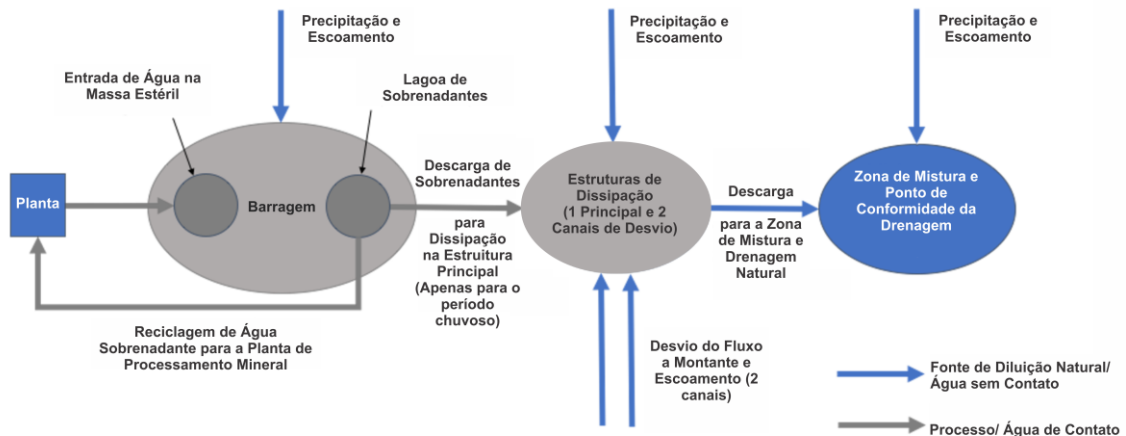 Precipitação e
Escoamento
Precipitação e
Escoamento
Precipitação e
Escoamento
Entrada de Água na
Massa Estéril
Lagoa de
Sobrenadantes
Planta
Barragem
Descarga de
Sobrenadantes
para
Dissipação
na Estruitura
Principal
(Apenas para o
período
chuvoso)
Estruturas de
Dissipação
(1 Principal e 2
Canais de Desvio)
Descarga
para a Zona
de Mistura e
Drenagem
Natural
Zona de Mistura e
Ponto de
Conformidade da
Drenagem
Reciclagem de Água
Sobrenadante para a Planta de
Processamento Mineral
Desvio do Fluxo
a Montante e
Escoamento (2
canais)
Fonte de Diluição Natural/
Água sem Contato
Processo/ Água de Contato